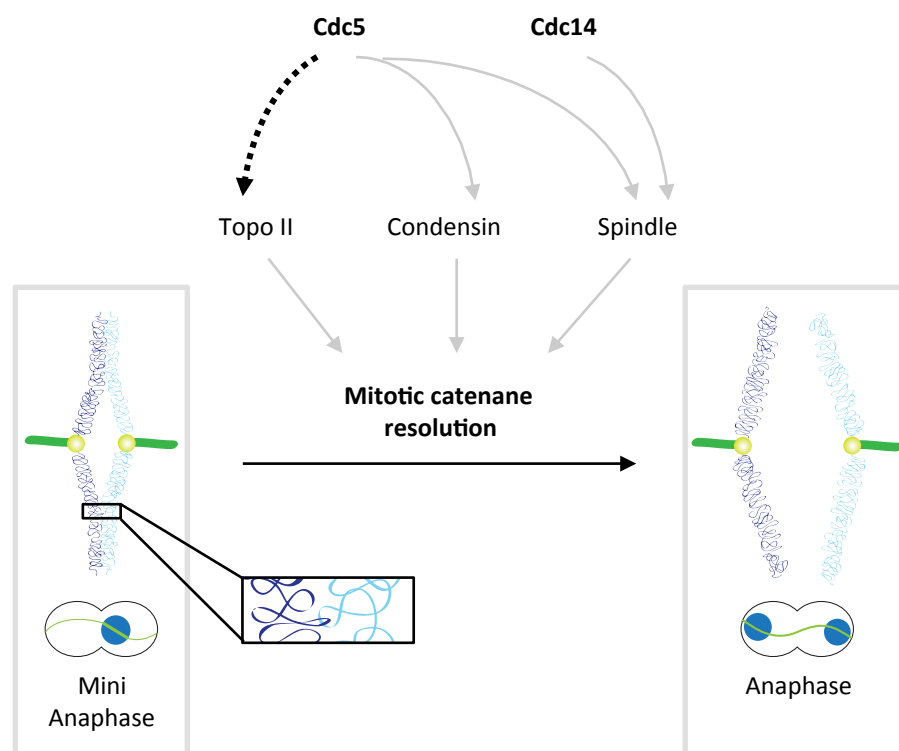 Cdc5 Cdc14
Topo II Condensin Spindle
Mitotic catenane
resolution
Mini
Anaphase
Anaphase